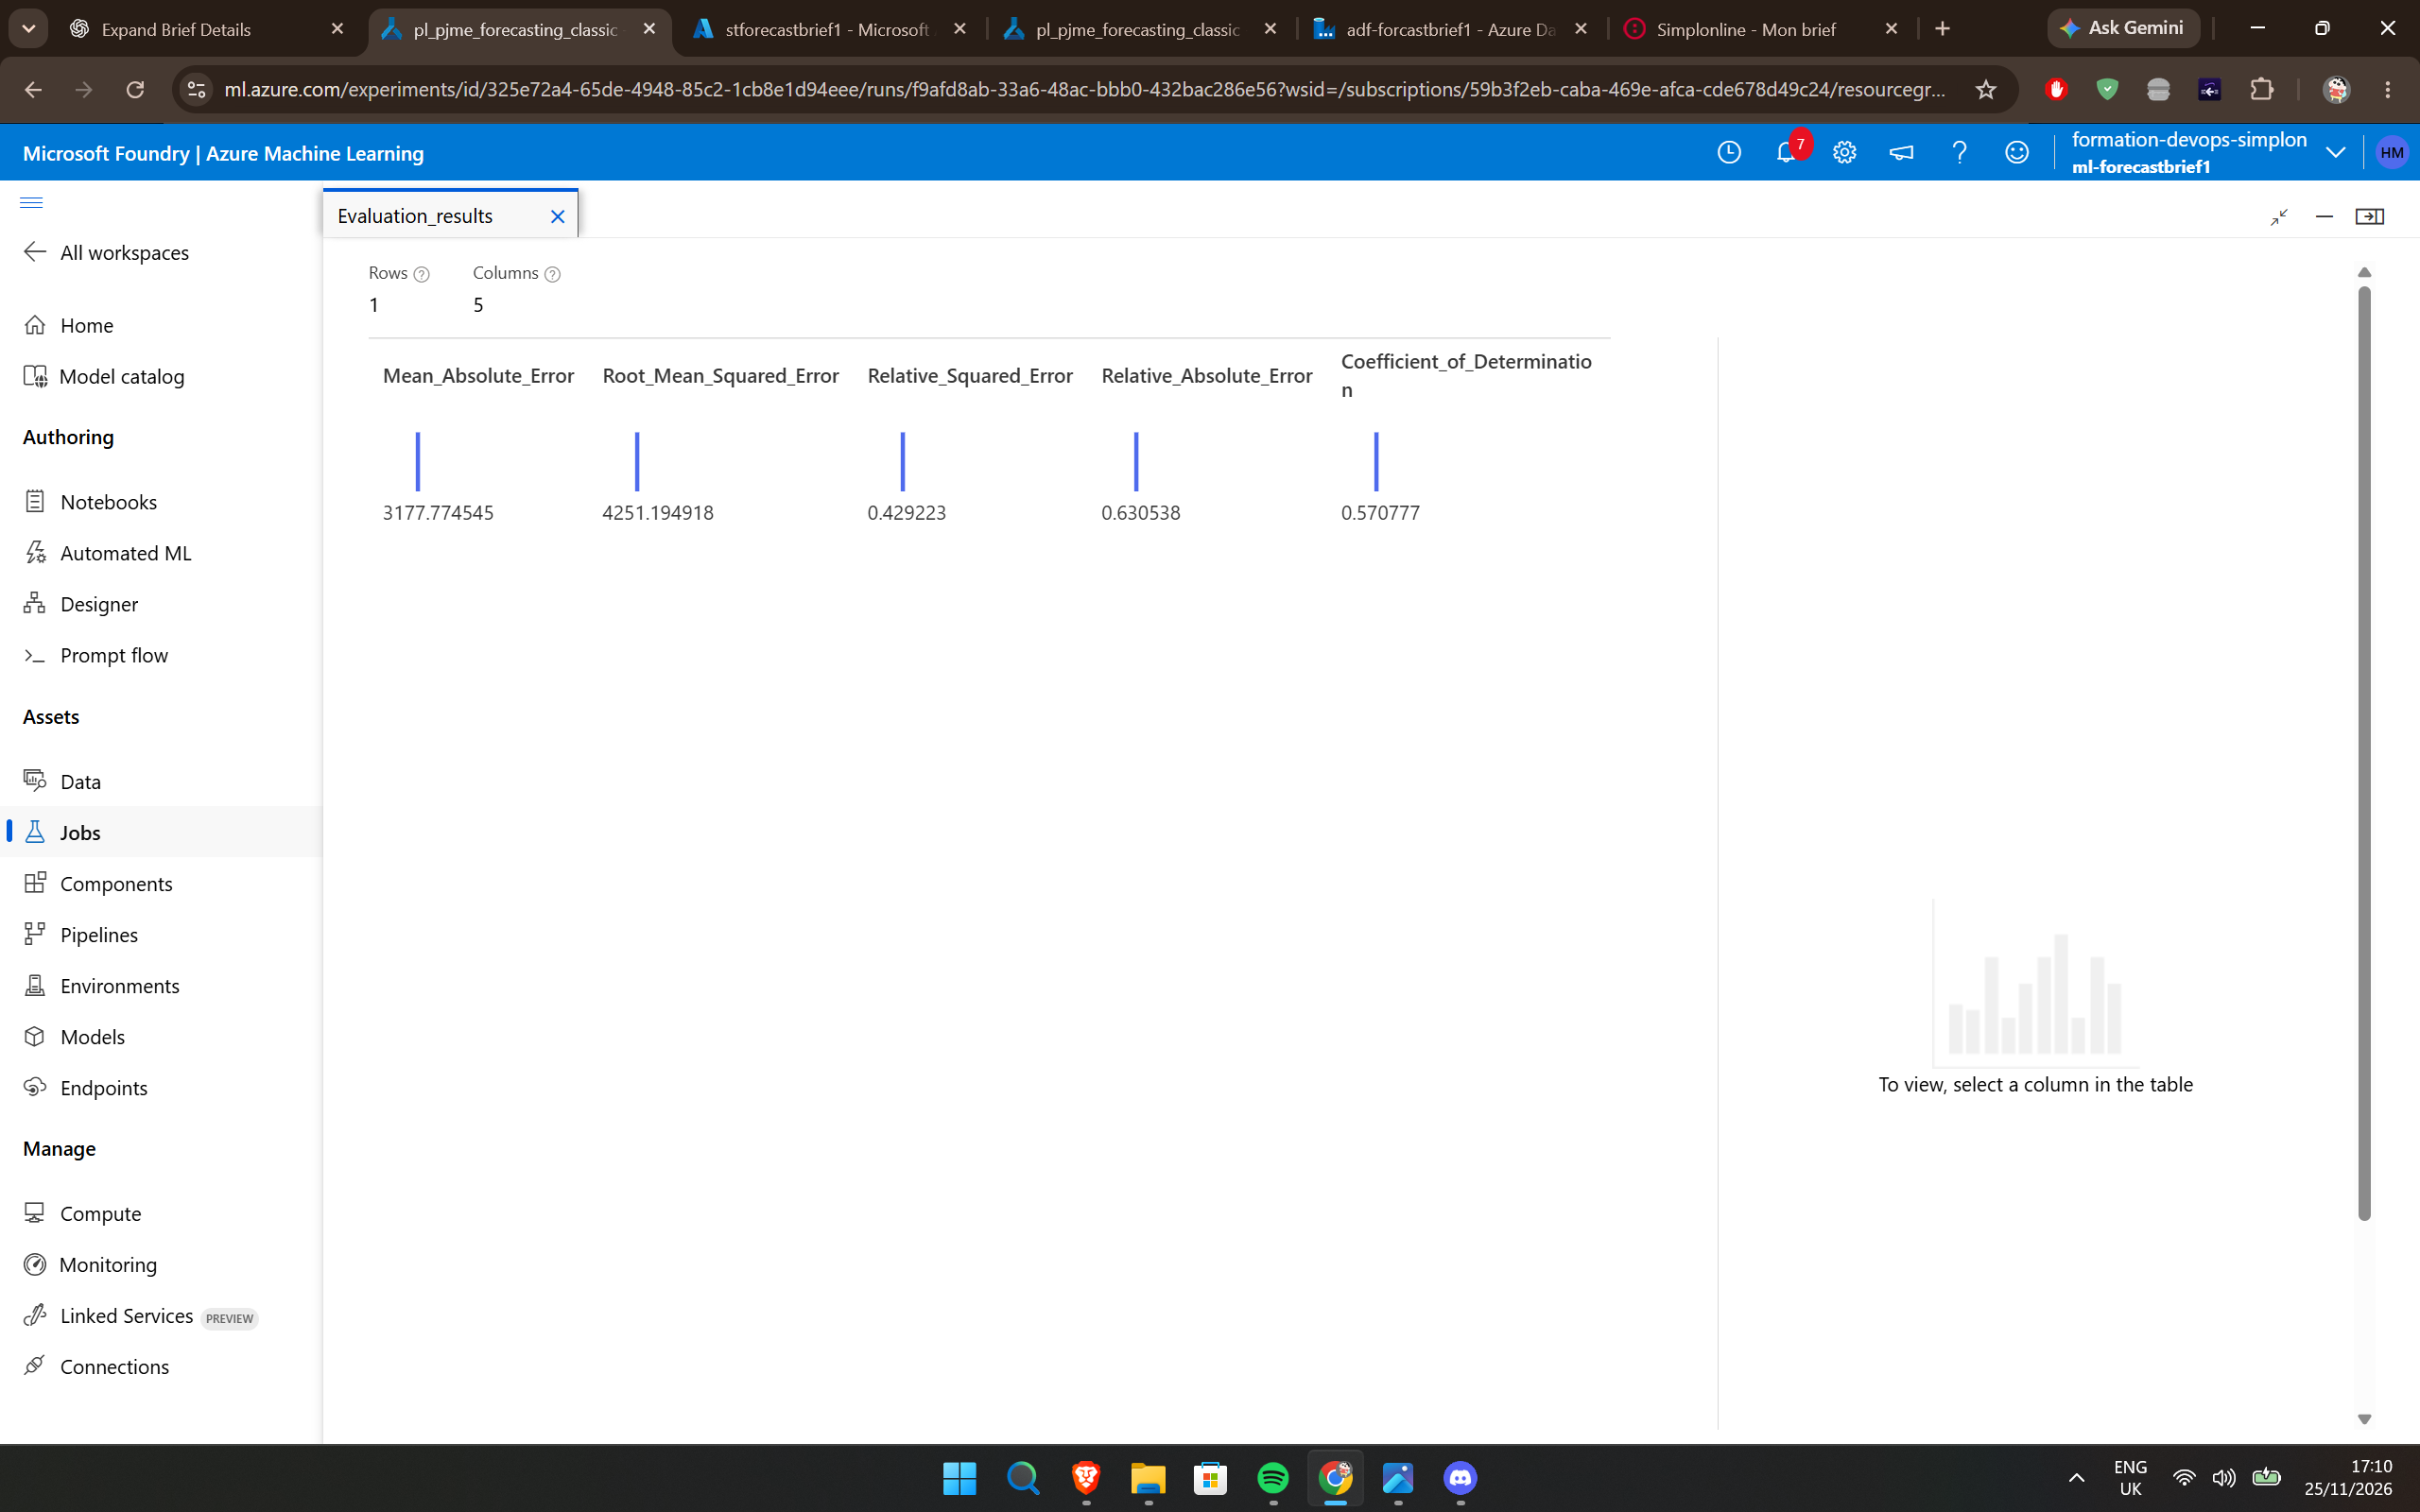 Expand Brief Details
pl_pjme_forecasting_classic
stforecastbrief1 - Microsoft
pl_pjme_forecasting_classic
adf-forcastbrief1 - Azure Da
Simplonline - Mon brief
Ask Gemini
ml.azure.com/experiments/id/325e72a4-65de-4948-85c2-1cb8e1d94eee/runs/f9afd8ab-33a6-48ac-bbb0-432bac286e56?wsid=/subscriptions/59b3f2eb-caba-469e-afca-cde678d49c24/resourcegr...
Microsoft Foundry | Azure Machine Learning
7
formation-devops-simplon
ml-forecastbrief1
HM
All workspaces
Home
Model catalog
Authoring
Notebooks
Automated ML
Designer
Prompt flow
Assets
Data
Jobs
Components
Pipelines
Environments
Models
Endpoints
Manage
Compute
Monitoring
Linked Services PREVIEW
Connections
Evaluation_results
Rows Columns
1 5
Mean_Absolute_Error Root_Mean_Squared_Error Relative_Squared_Error Relative_Absolute_Error Coefficient_of_Determinatio
n
3177.774545 4251.194918 0.429223 0.630538 0.570777
To view, select a column in the table
ENG
UK
17:10
25/11/2026